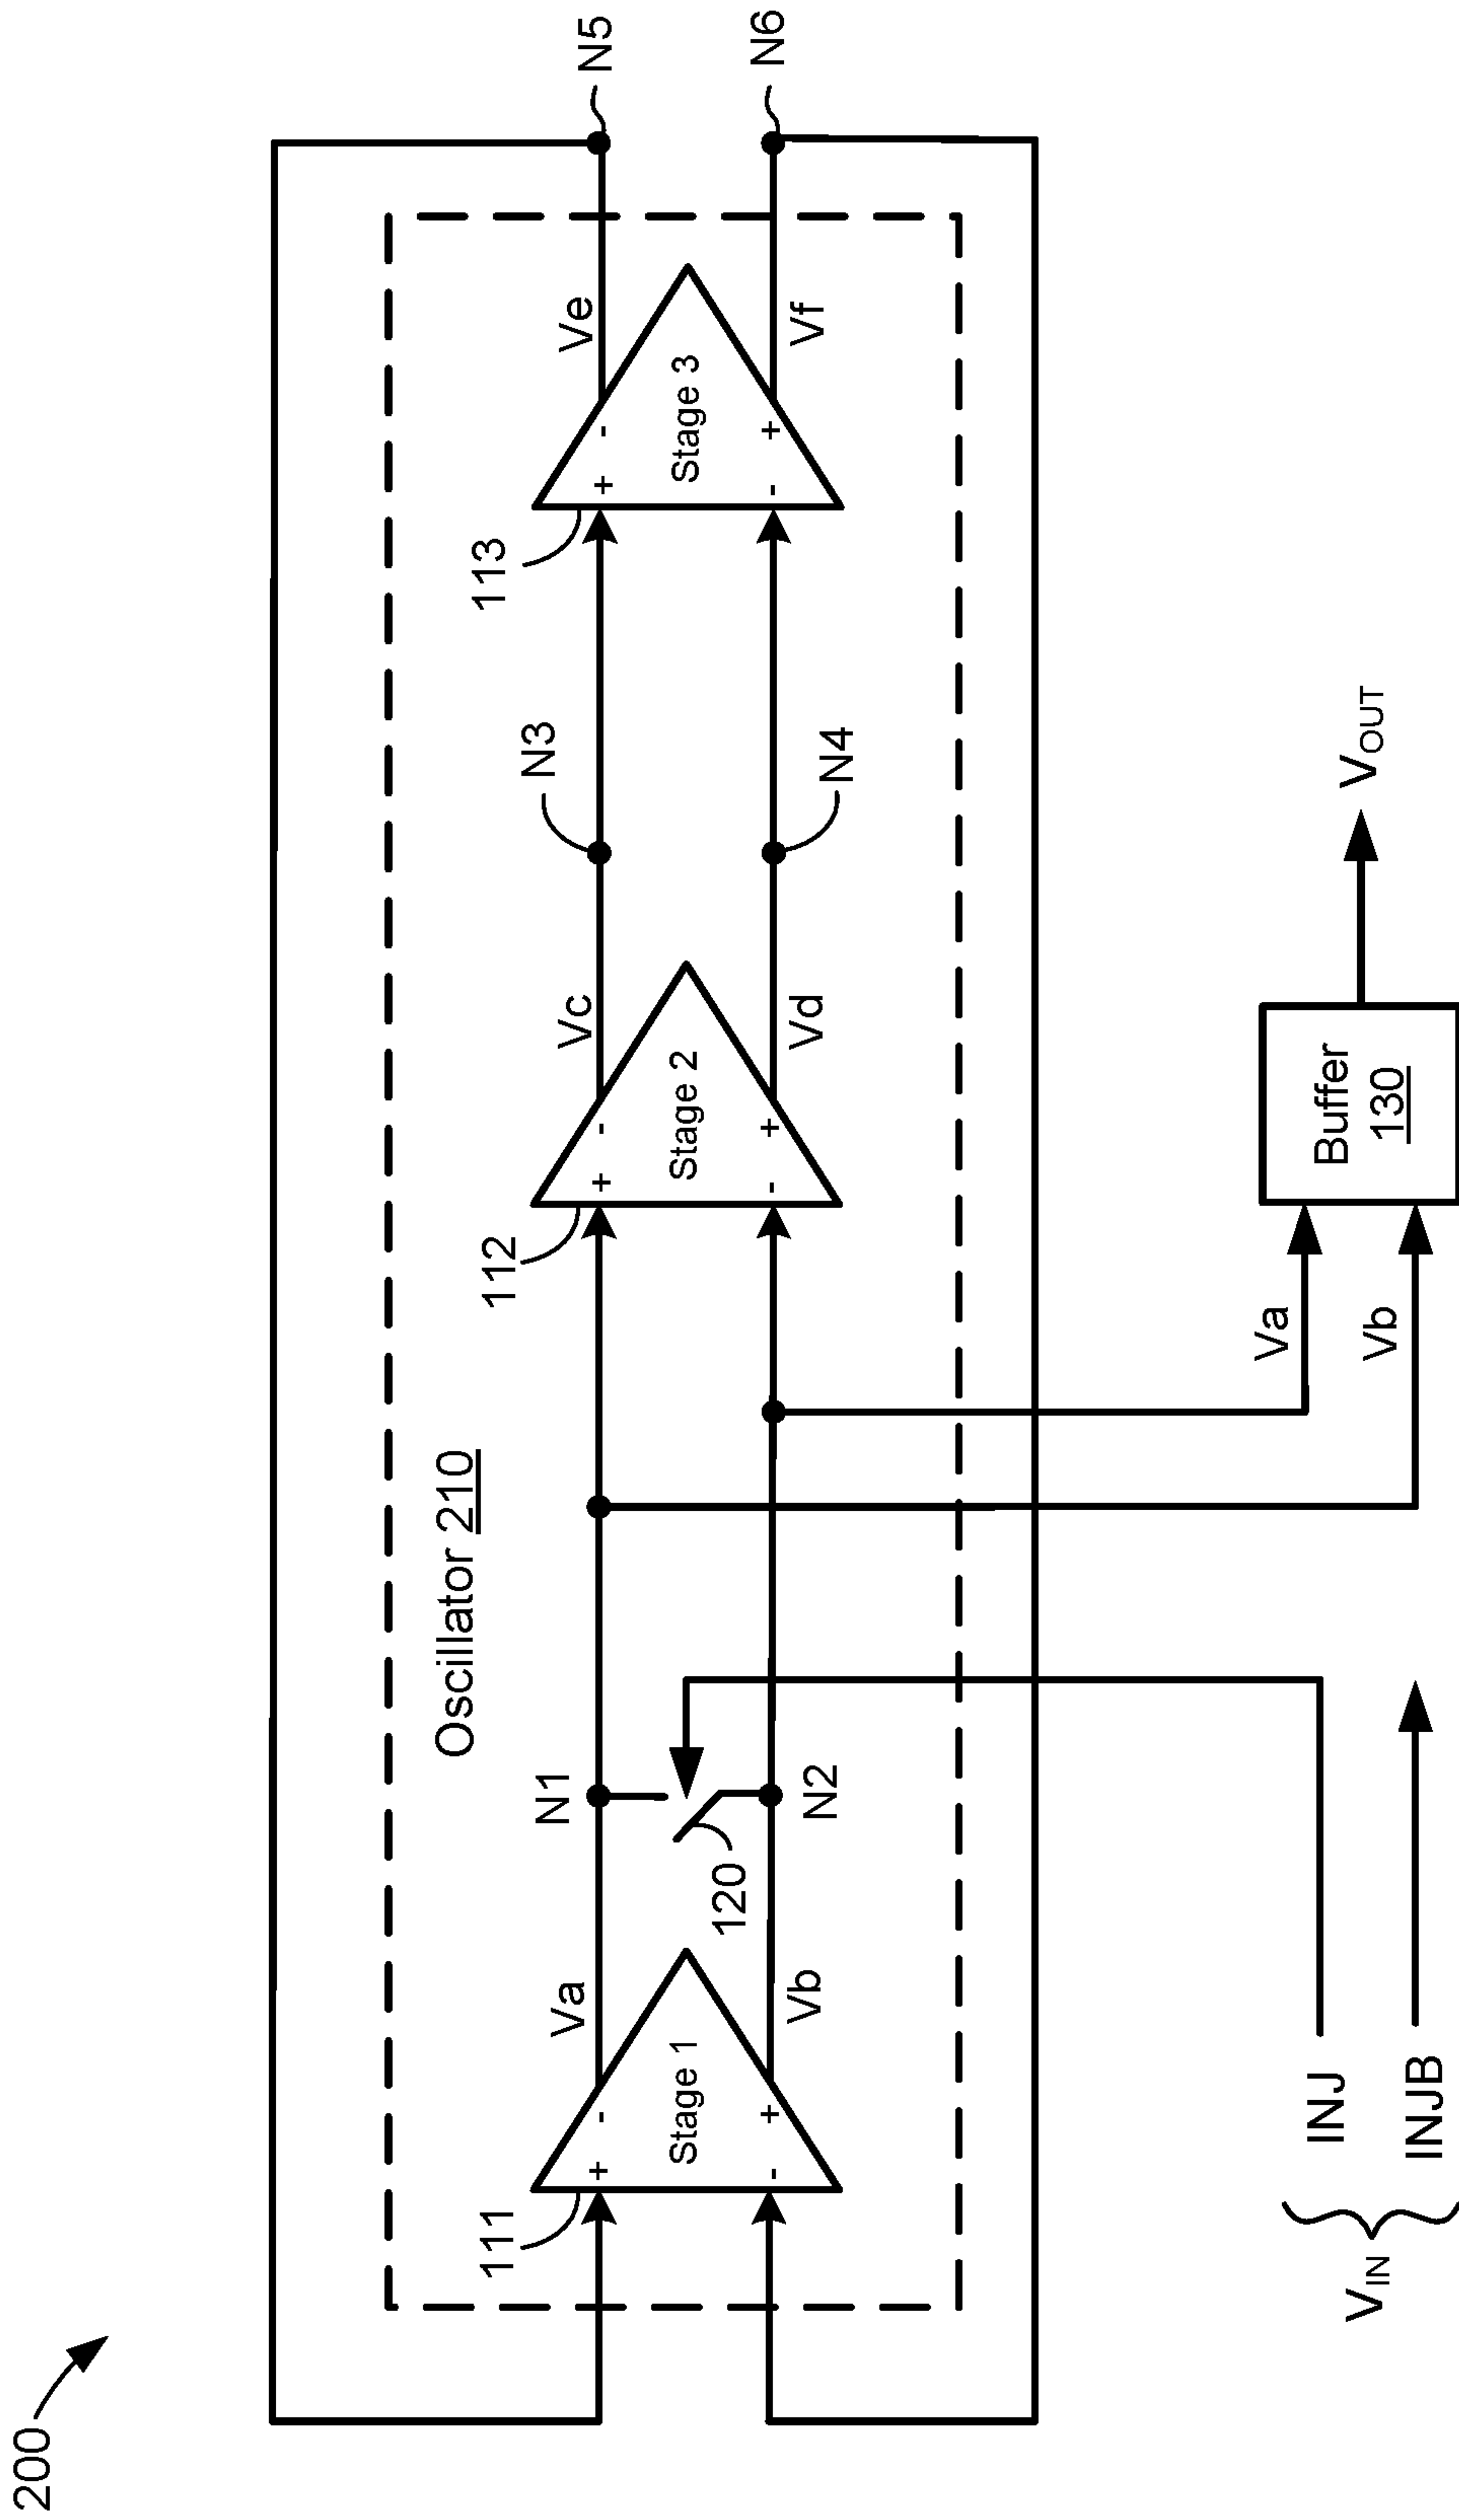 200
Oscillator 210
111
Stage 1
+
-
-
+
Va
Vb
N1
N2
120
112
Stage 2
+
-
-
+
Vc
Vd
N3
N4
113
Stage 3
+
-
-
+
Ve
Vf
N5
N6
VIN
INJ
INJB
Va
Vb
Buffer
130
VOUT